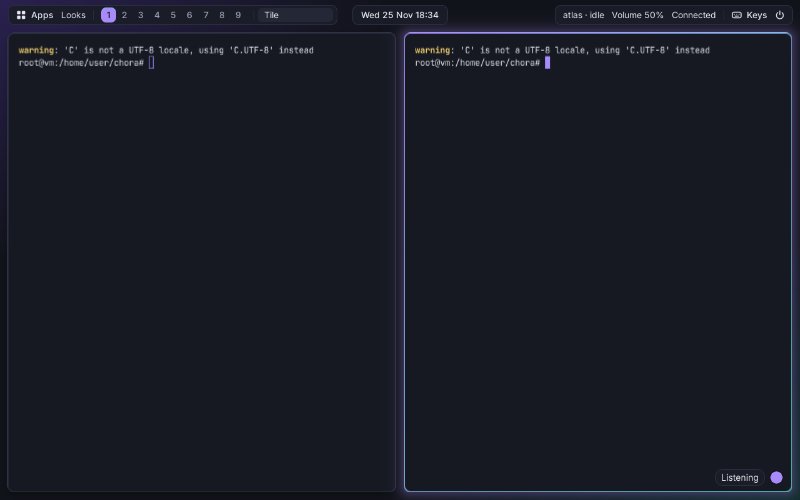 Apps Looks 1 2 3 4 5 6 7 8 9 Tile Wed 25 Nov 18:34 atlas · idle Volume 50% Connected Keys
warning: 'C' is not a UTF-8 locale, using 'C.UTF-8' instead
root@vm:/home/user/chora#
warning: 'C' is not a UTF-8 locale, using 'C.UTF-8' instead
root@vm:/home/user/chora#
Listening